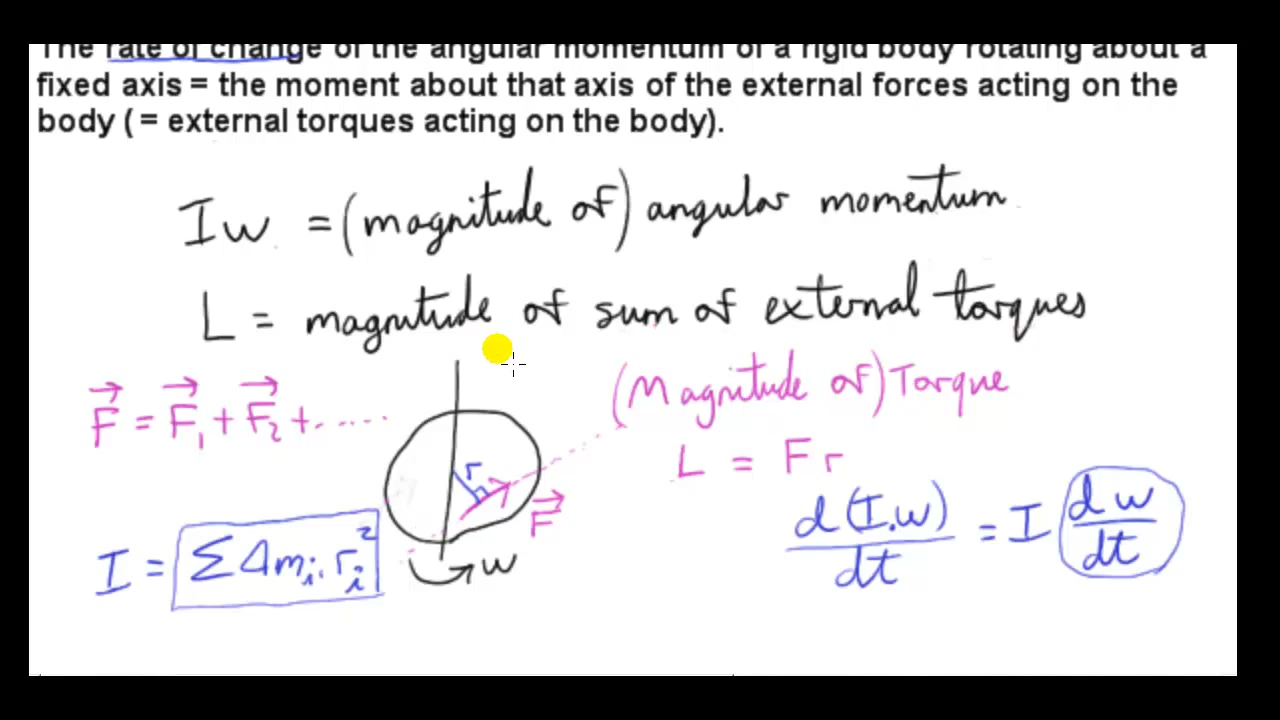 The rate of change of the angular momentum of a rigid body rotating about a
fixed axis = the moment about that axis of the external forces acting on the
body ( = external torques acting on the body).
Iw = (magnitude of) angular momentum
L = magnitude of sum of external torques
(Magnitude of) Torque
F⃗ = F⃗₁ + F⃗₂ + .....
L = F r
r
F⃗
d(I.w)/dt = I dw/dt
I = Σ Δmᵢ.rᵢ²
w